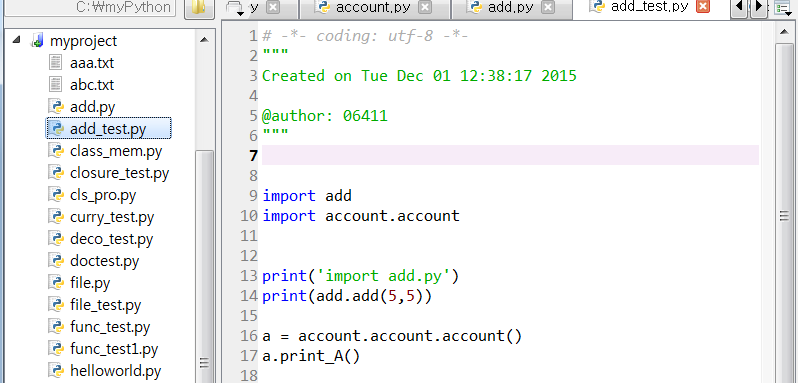 C:\myPython
y
account.py
add.py
add_test.py
myproject
aaa.txt
abc.txt
add.py
add_test.py
class_mem.py
closure_test.py
cls_pro.py
curry_test.py
deco_test.py
doctest.py
file.py
file_test.py
func_test.py
func_test1.py
helloworld.py
1 # -*- coding: utf-8 -*-
2 """
3 Created on Tue Dec 01 12:38:17 2015
4
5 @author: 06411
6 """
7
8
9 import add
10 import account.account
11
12
13 print('import add.py')
14 print(add.add(5,5))
15
16 a = account.account.account()
17 a.print_A()
18